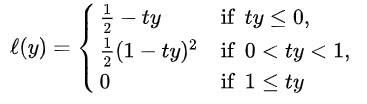 ℓ(y) = { 1/2 − ty if ty ≤ 0,
1/2(1 − ty)² if 0 < ty < 1,
0 if 1 ≤ ty